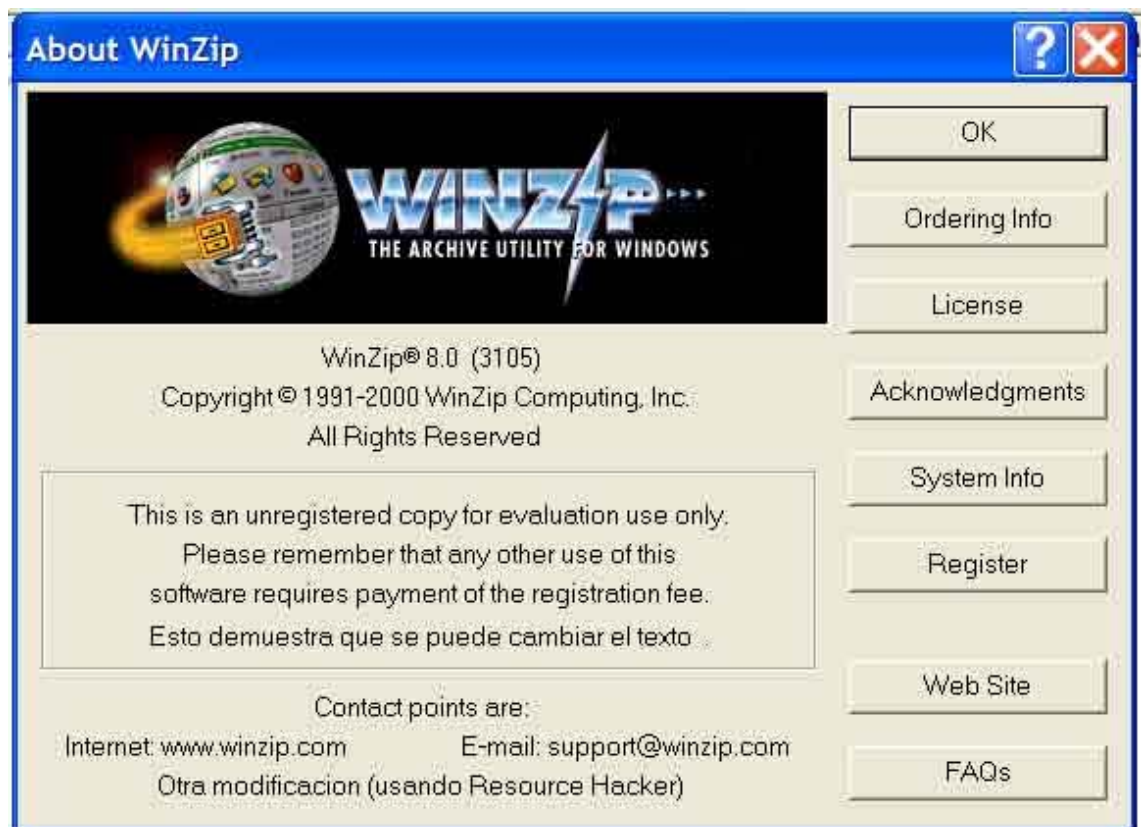 About WinZip
WINZIP
THE ARCHIVE UTILITY FOR WINDOWS
WinZip® 8.0 (3105)
Copyright © 1991-2000 WinZip Computing, Inc.
All Rights Reserved
This is an unregistered copy for evaluation use only.
Please remember that any other use of this
software requires payment of the registration fee.
Esto demuestra que se puede cambiar el texto .
Contact points are:
Internet: www.winzip.com E-mail: support@winzip.com
Otra modificacion (usando Resource Hacker)
OK
Ordering Info
License
Acknowledgments
System Info
Register
Web Site
FAQs